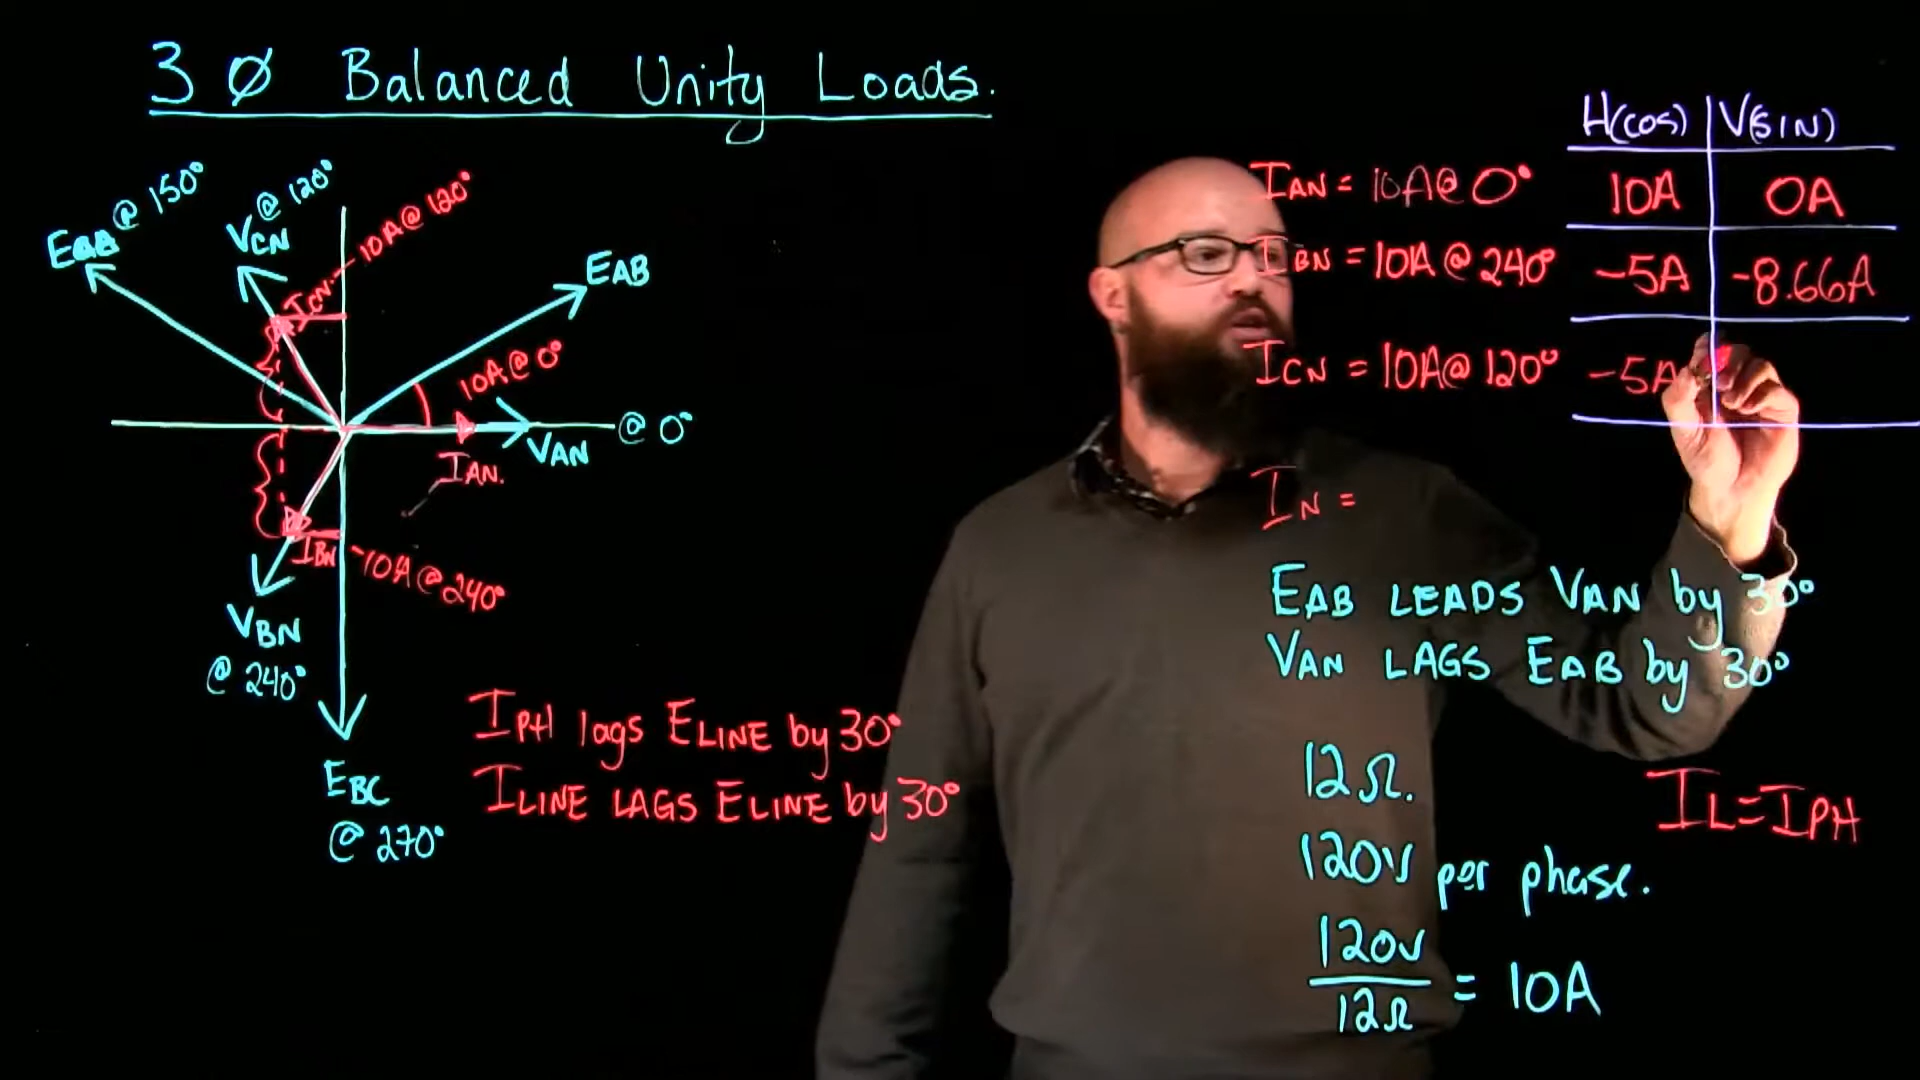 3 Ø Balanced Unity Loads.
H(cos) V(SIN)
IAN = 10A@ 0° 10A 0A
IBN = 10A @ 240° -5A -8.66A
ICN = 10A@ 120° -5A
IN =
@ 150°
VCN @ 120°
ICN 10A@ 120°
EAB
10A@ 0°
VAN @ 0°
IAN.
IBN 10A@ 240°
VBN
@ 240°
EBC
@ 270°
IPH lags ELINE by 30°
ILINE LAGS ELINE by 30°
EAB LEADS VAN by 30°
VAN LAGS EAB by 30°
12Ω.
120V per phase.
120V
12Ω = 10A
IL=IPH